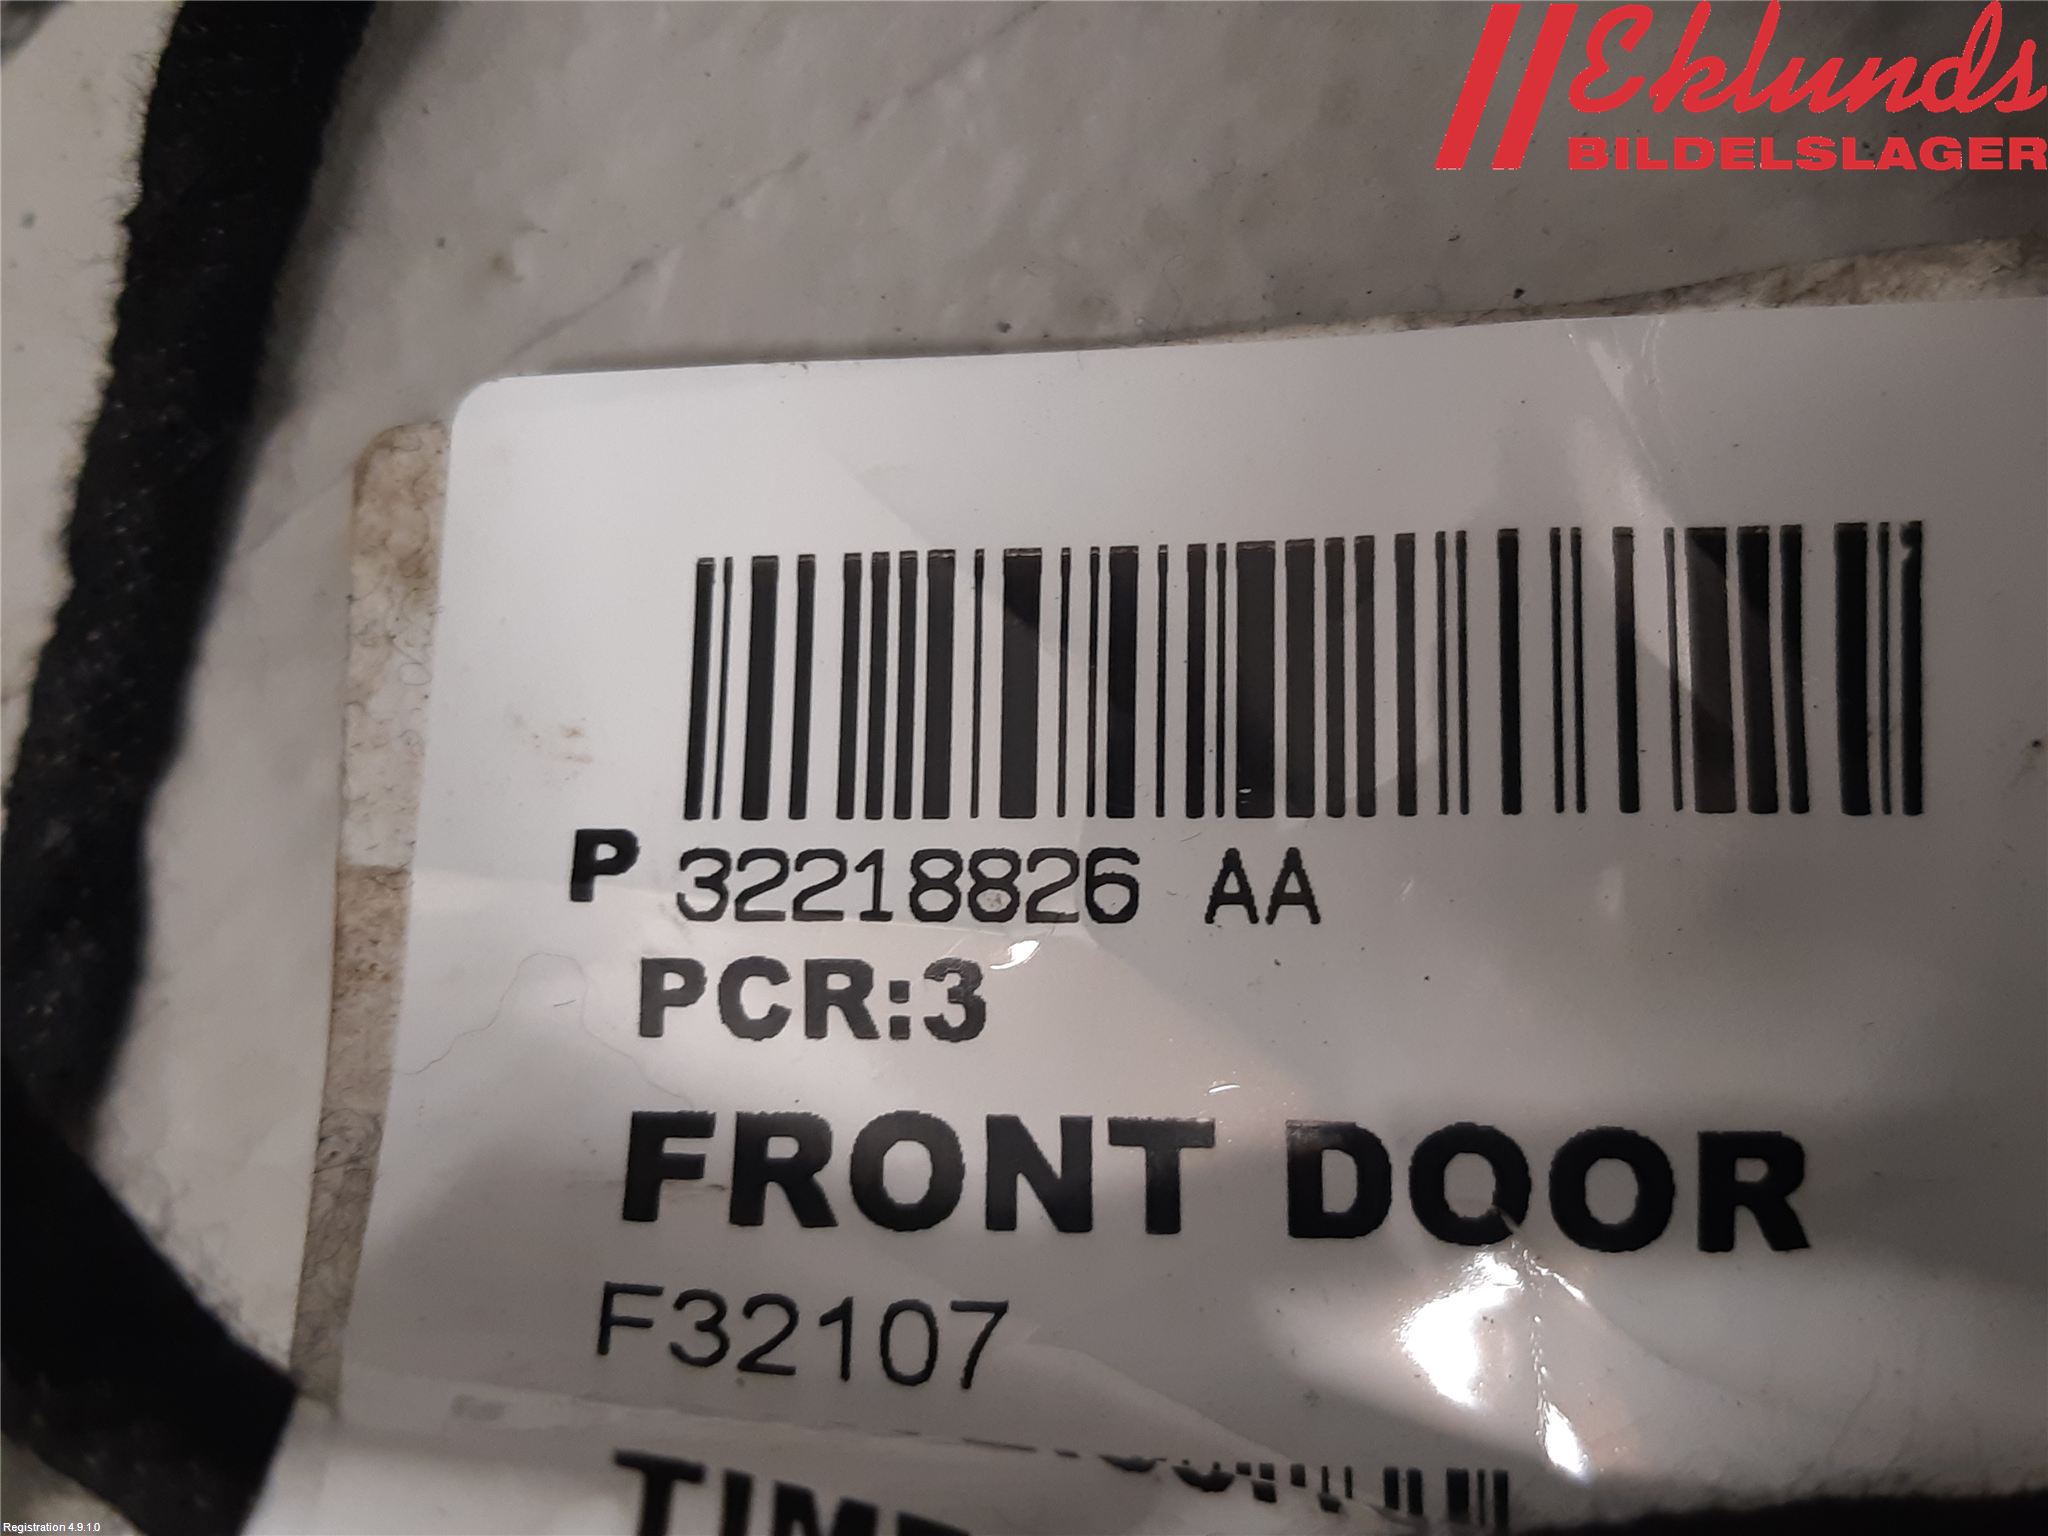 Eklunds
BILDELSLAGER
P 32218826 AA
PCR:3
FRONT DOOR
F32107
Registration 4.9.1.0